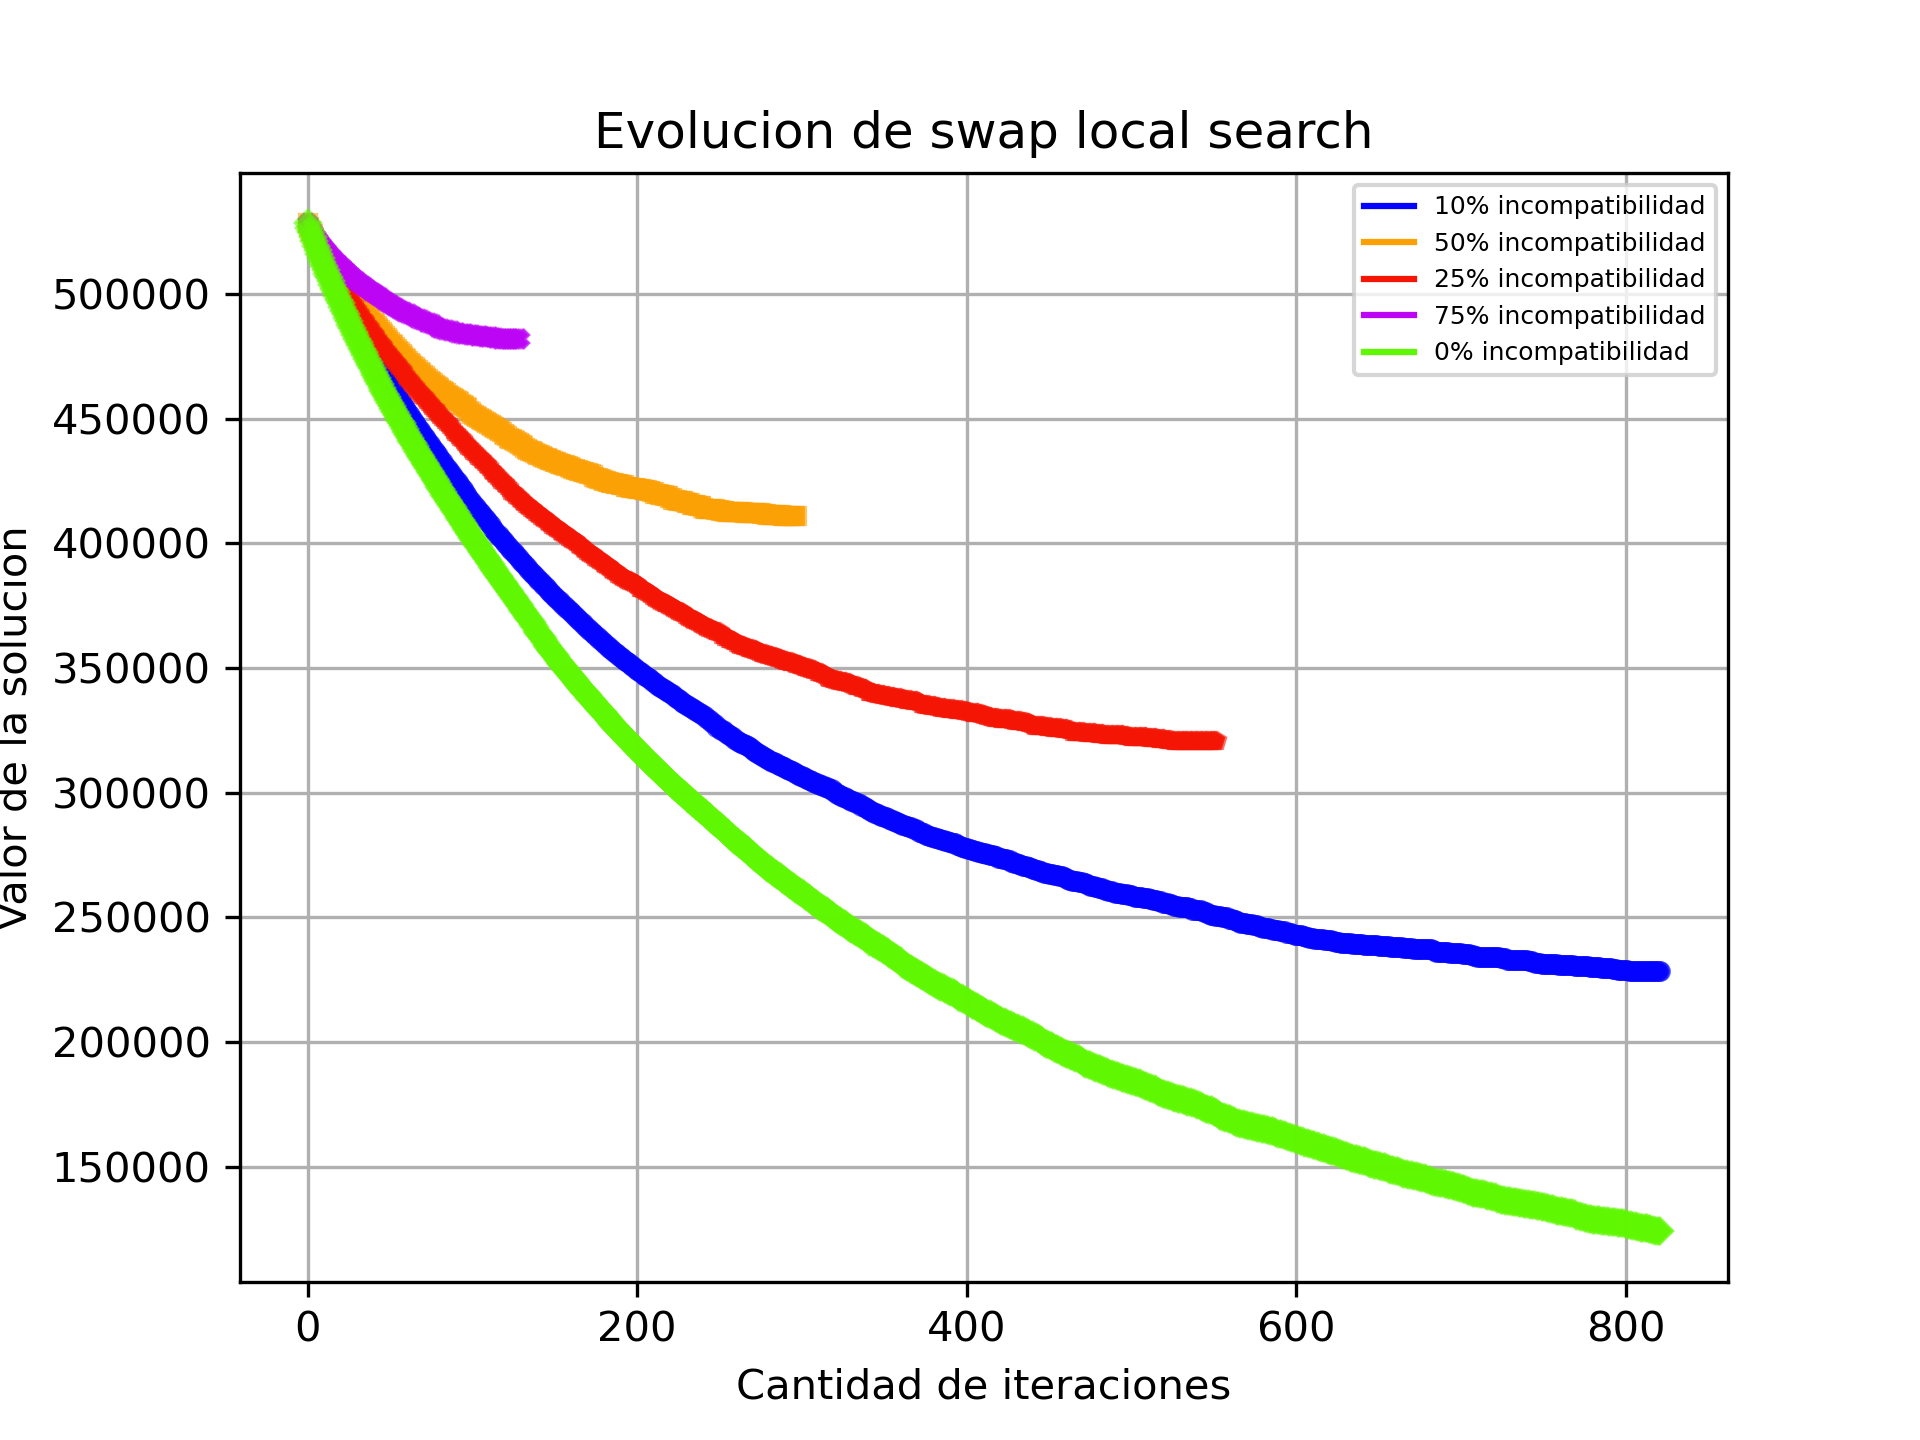 Evolucion de swap local search
10% incompatibilidad
50% incompatibilidad
25% incompatibilidad
75% incompatibilidad
0% incompatibilidad
500000
450000
400000
350000
300000
250000
200000
150000
Valor de la solucion
0 200 400 600 800
Cantidad de iteraciones